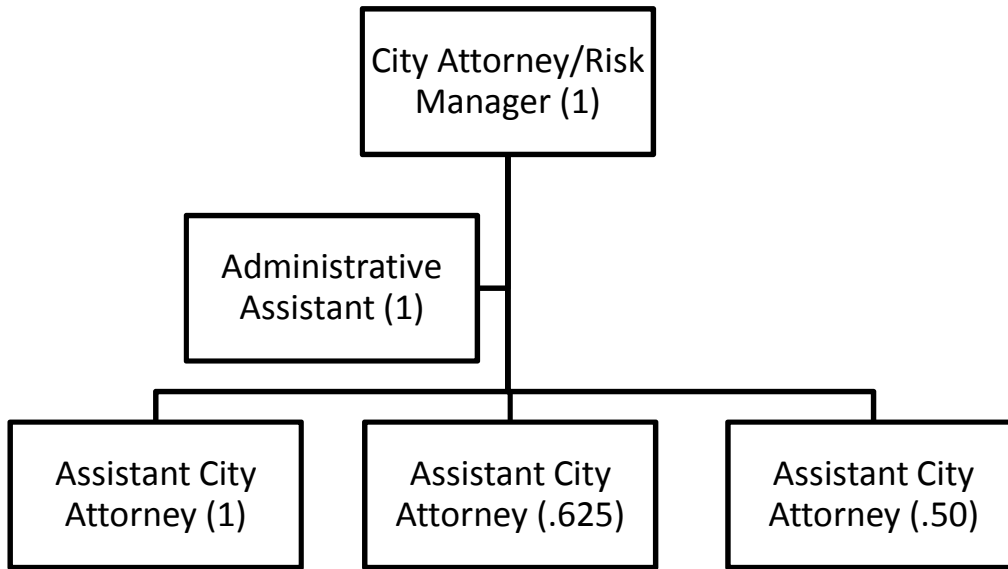 City Attorney/Risk
Manager (1)
Administrative
Assistant (1)
Assistant City
Attorney (1)
Assistant City
Attorney (.625)
Assistant City
Attorney (.50)